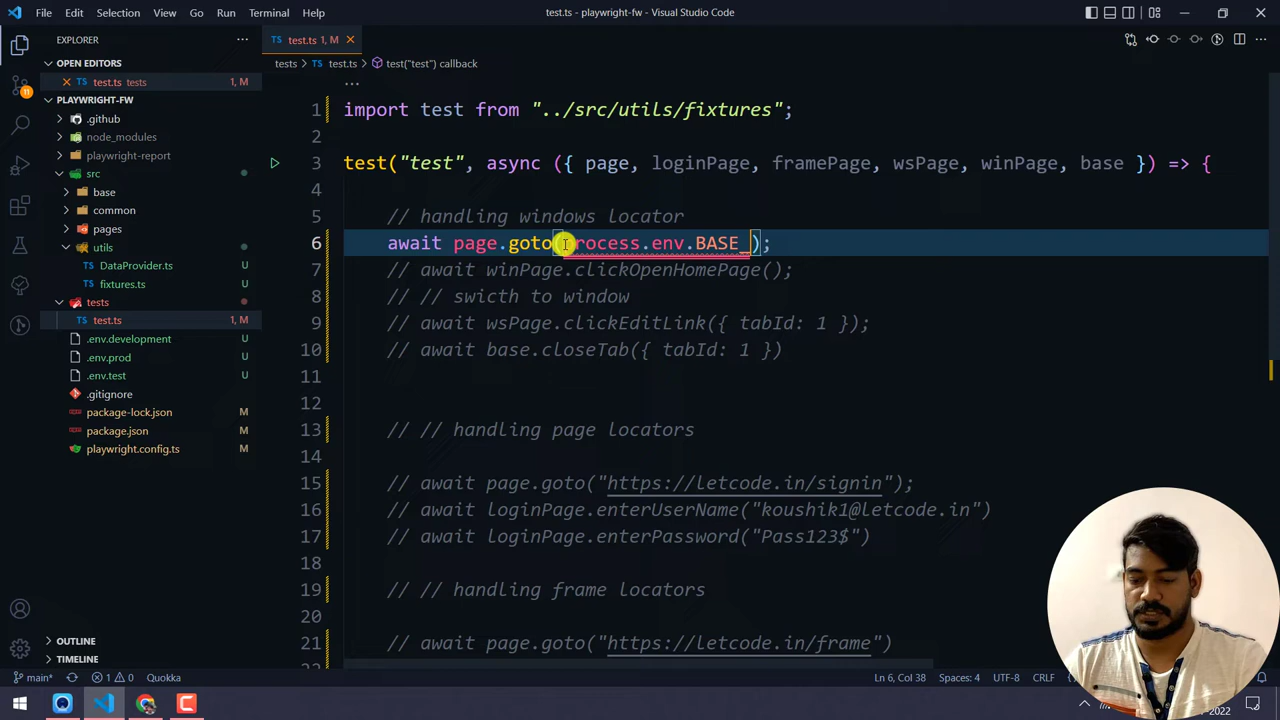 File Edit Selection View Go Run Terminal Help
test.ts - playwright-fw - Visual Studio Code
EXPLORER
OPEN EDITORS
TS test.ts tests 1, M
PLAYWRIGHT-FW
.github
node_modules
playwright-report
src
base
common
pages
utils
TS DataProvider.ts U
TS fixtures.ts U
tests
TS test.ts 1, M
.env.development U
.env.prod U
.env.test U
.gitignore
package-lock.json M
package.json M
playwright.config.ts M
OUTLINE
TIMELINE
11
TS test.ts 1, M
tests > TS test.ts > test("test") callback
1 import test from "../src/utils/fixtures";
2
3 test("test", async ({ page, loginPage, framePage, wsPage, winPage, base }) => {
4
5 // handling windows locator
6 await page.goto(process.env.BASE_);
7 // await winPage.clickOpenHomePage();
8 // // swicth to window
9 // await wsPage.clickEditLink({ tabId: 1 });
10 // await base.closeTab({ tabId: 1 })
11
12
13 // // handling page locators
14
15 // await page.goto("https://letcode.in/signin");
16 // await loginPage.enterUserName("koushik1@letcode.in")
17 // await loginPage.enterPassword("Pass123$")
18
19 // // handling frame locators
20
21 // await page.goto("https://letcode.in/frame")
main* 1 0 Quokka
Ln 6, Col 38 Spaces: 4 UTF-8 CRLF
2022